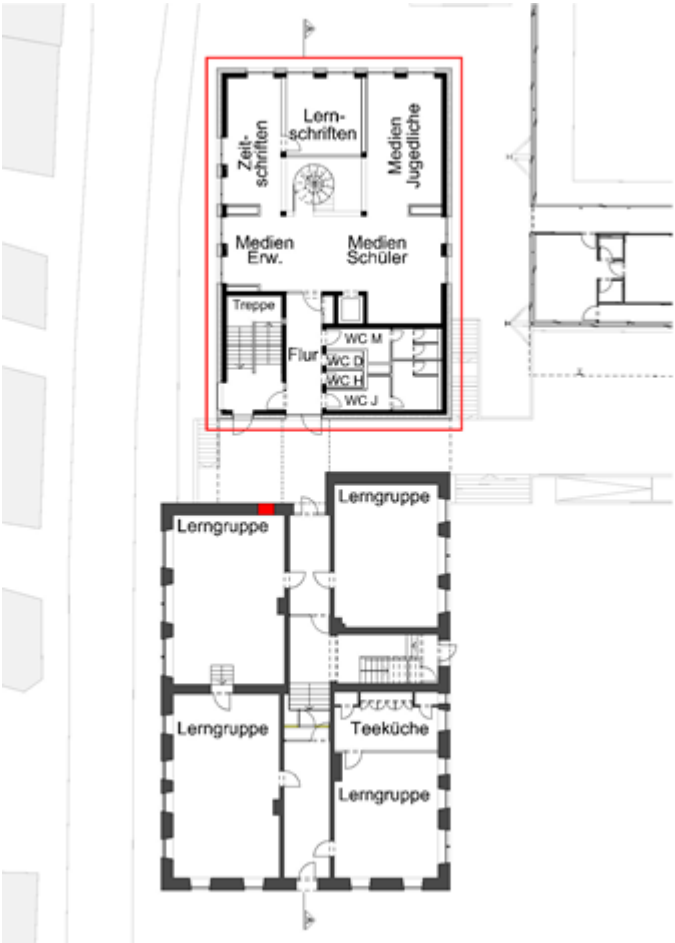 Zeit-
schriften
Lern-
schriften
Medien
Jugedliche
Medien
Erw.
Medien
Schüler
Treppe
Flur
WC M
WC D
WC H
WC J
Lerngruppe
Lerngruppe
Lerngruppe
Teeküche
Lerngruppe